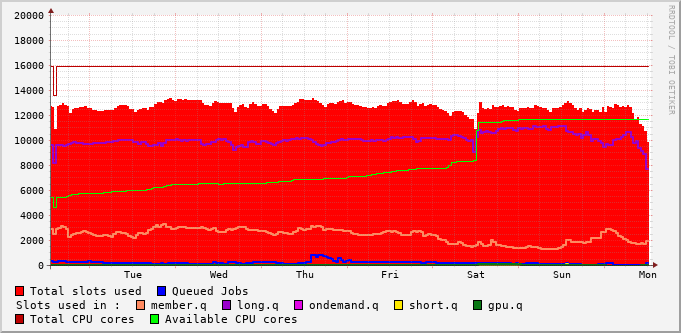 20000
18000
16000
14000
12000
10000
8000
6000
4000
2000
0
Tue Wed Thu Fri Sat Sun Mon
Total slots used Queued Jobs
Slots used in : member.q long.q ondemand.q short.q gpu.q
Total CPU cores Available CPU cores
RRDTOOL / TOBI OETIKER